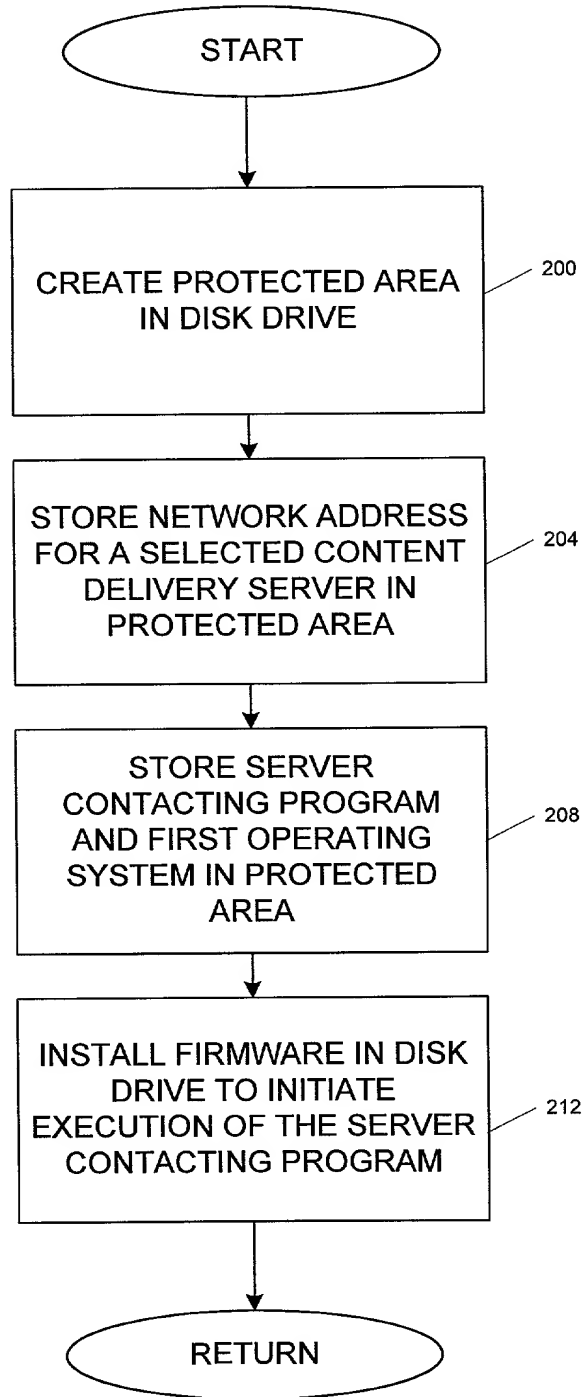 START
CREATE PROTECTED AREA
IN DISK DRIVE
200
STORE NETWORK ADDRESS
FOR A SELECTED CONTENT
DELIVERY SERVER IN
PROTECTED AREA
204
STORE SERVER
CONTACTING PROGRAM
AND FIRST OPERATING
SYSTEM IN PROTECTED
AREA
208
INSTALL FIRMWARE IN DISK
DRIVE TO INITIATE
EXECUTION OF THE SERVER
CONTACTING PROGRAM
212
RETURN